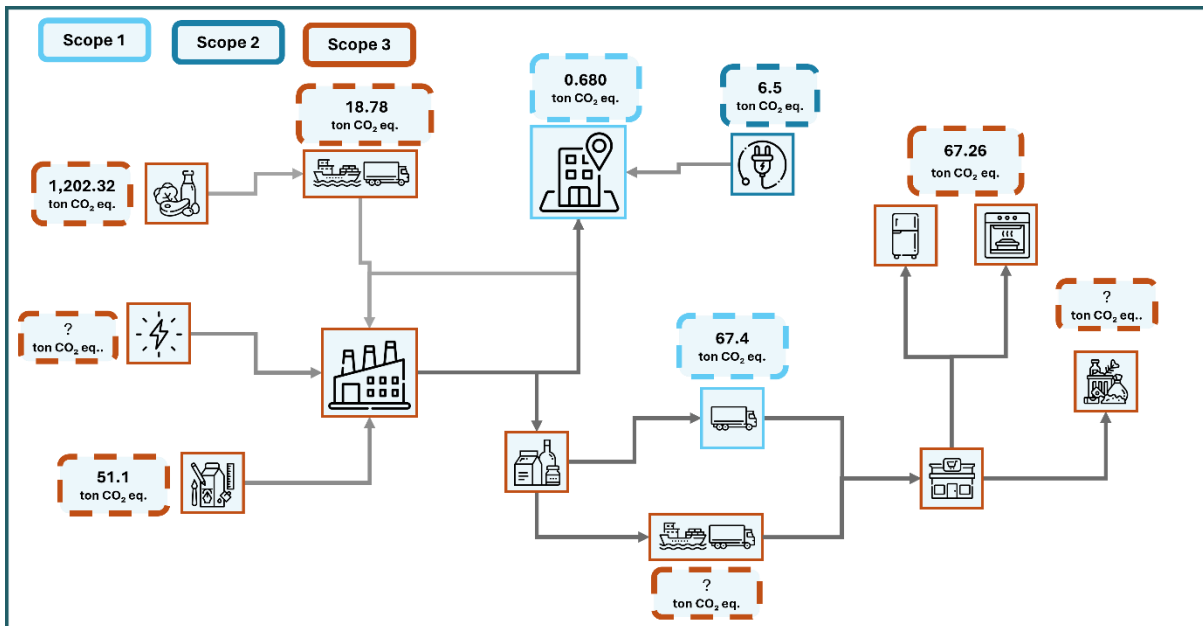 Scope 1
Scope 2
Scope 3
0.680
ton CO₂ eq.
6.5
ton CO₂ eq.
18.78
ton CO₂ eq.
67.26
ton CO₂ eq.
1,202.32
ton CO₂ eq.
?
ton CO₂ eq..
?
ton CO₂ eq..
67.4
ton CO₂ eq.
51.1
ton CO₂ eq.
?
ton CO₂ eq.